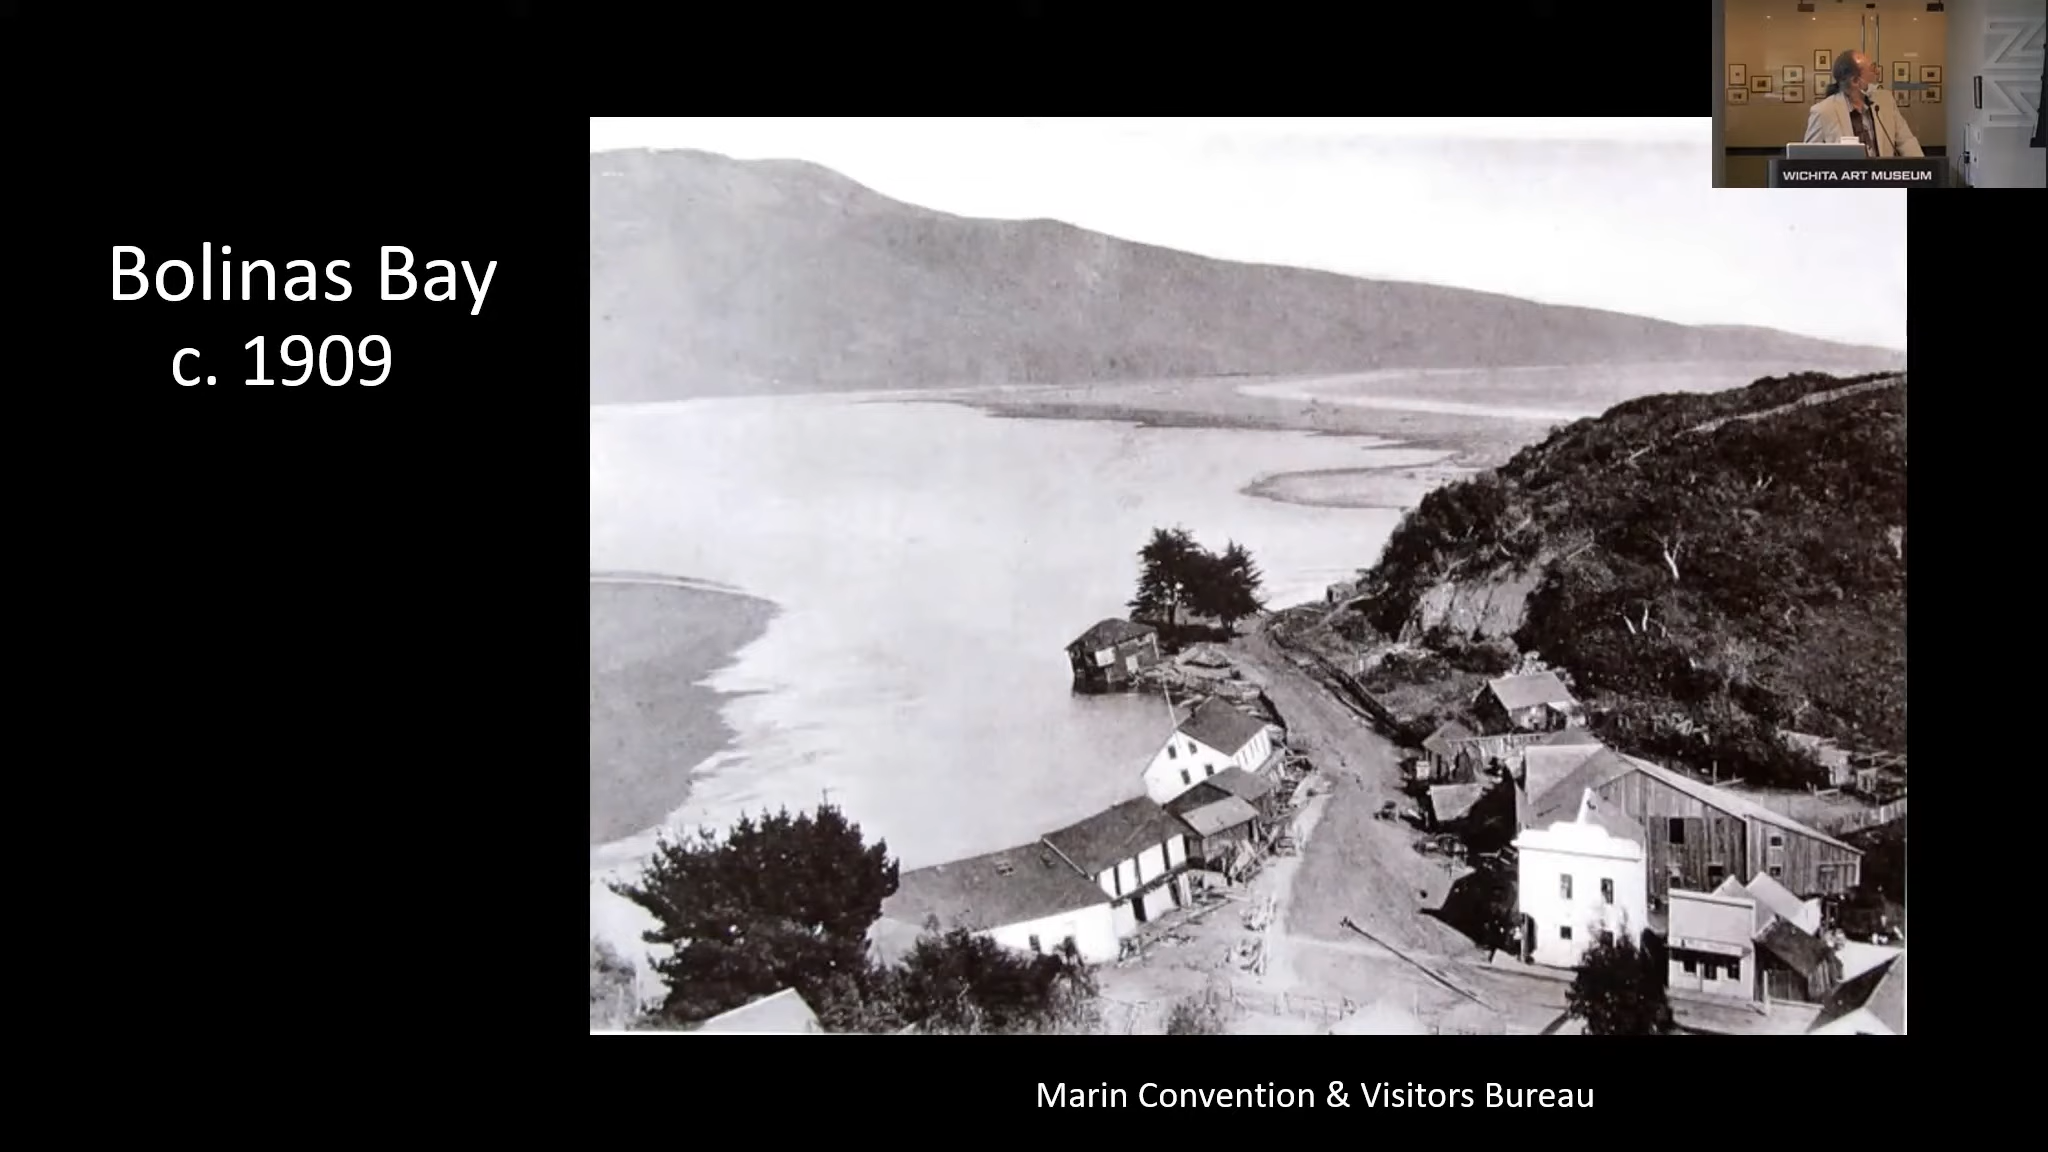 WICHITA ART MUSEUM
Bolinas Bay
c. 1909
Marin Convention & Visitors Bureau